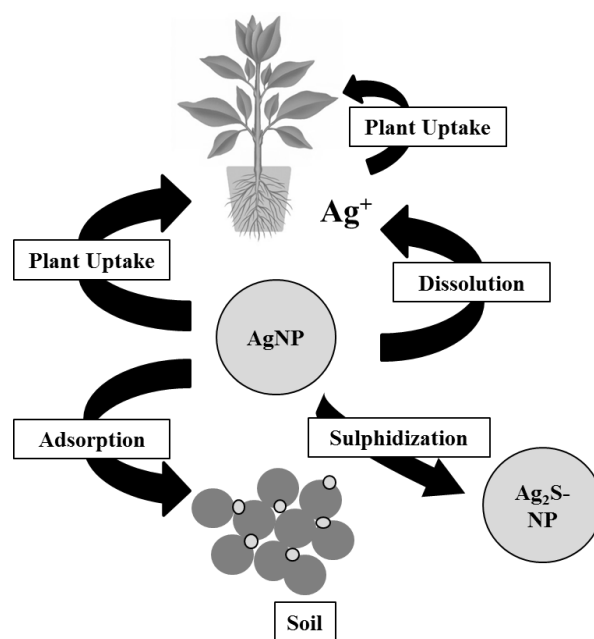 Plant Uptake
Ag⁺
Plant Uptake
Dissolution
AgNP
Adsorption
Sulphidization
Ag₂S-
NP
Soil